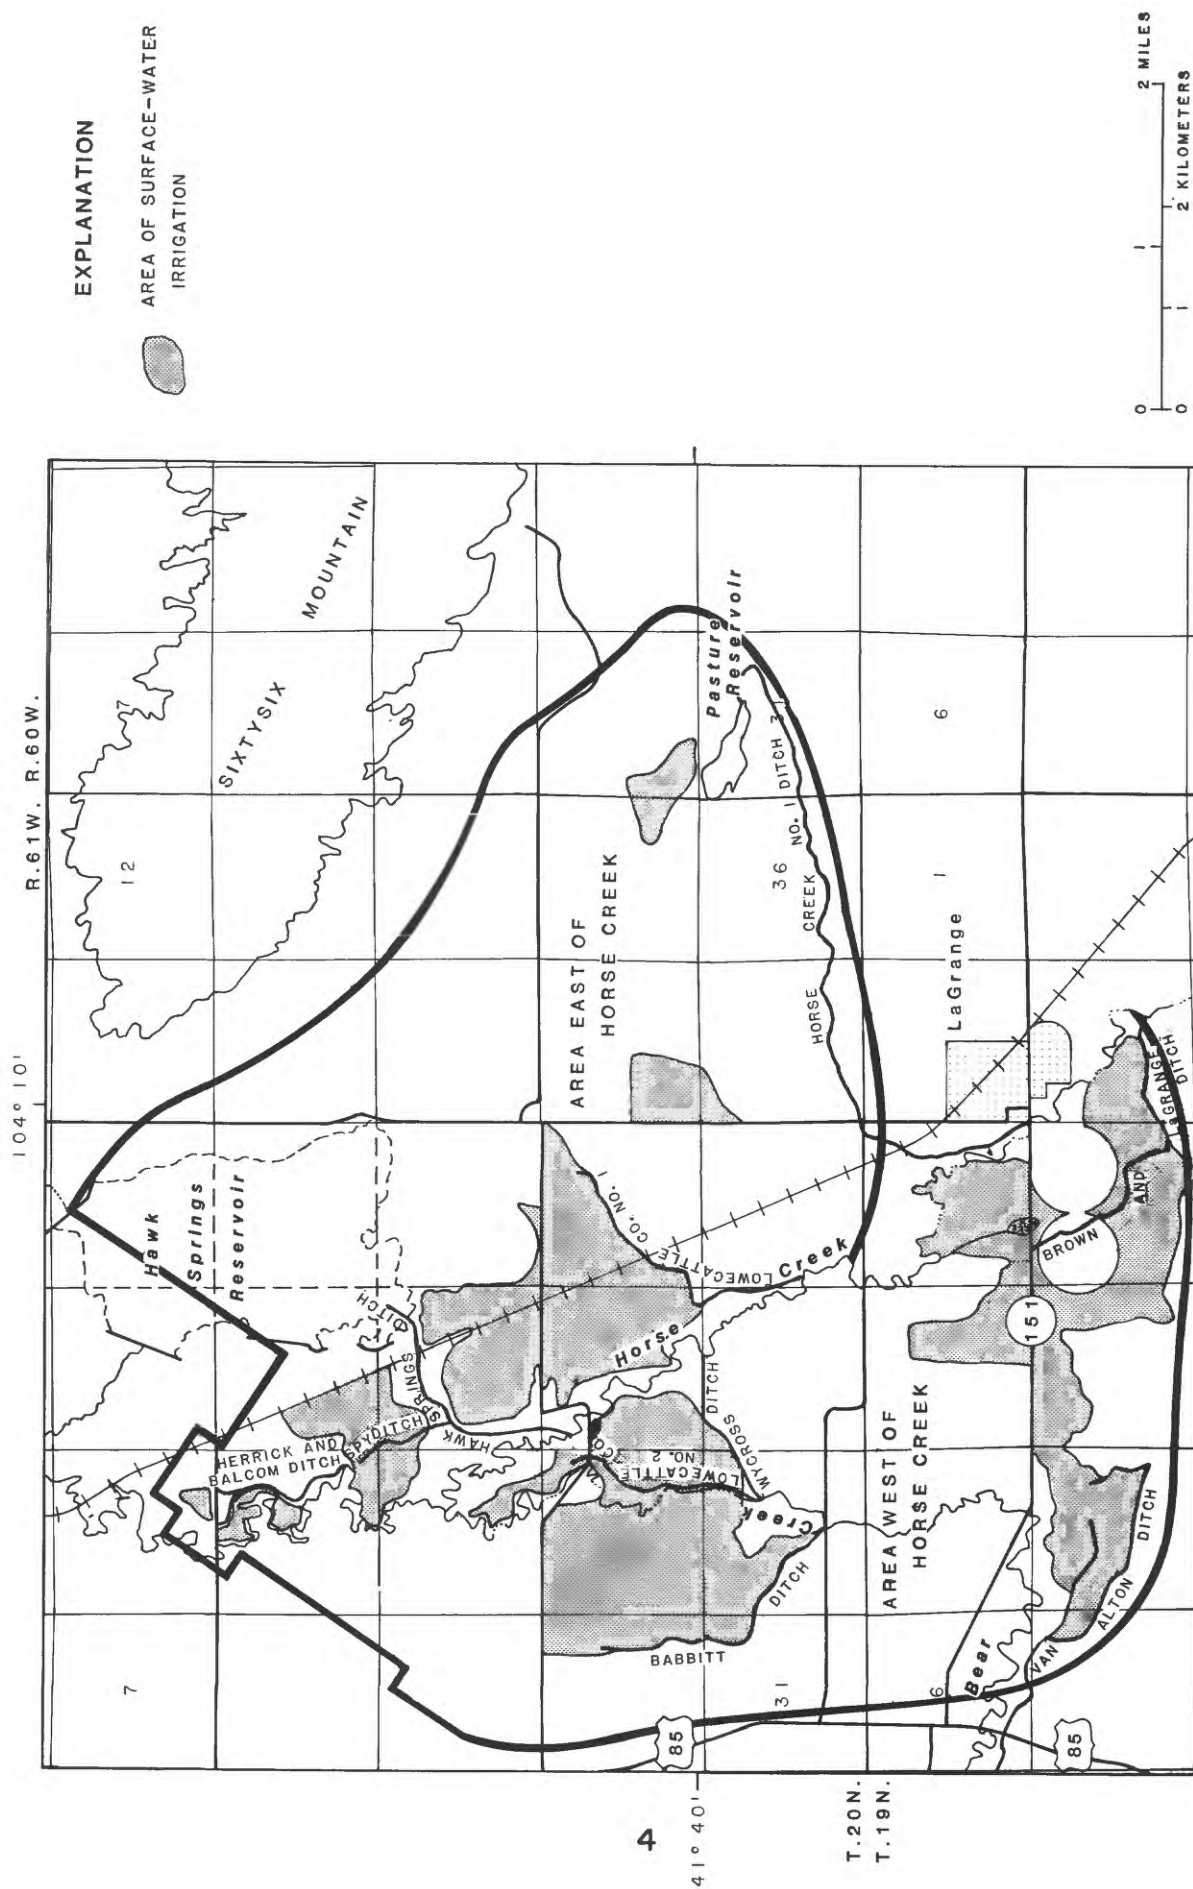 104° 10'
R.61W. R.60W.
7
12
7
SIXTYSIX
MOUNTAIN
Hawk
Springs
Reservoir
HERRICK AND
BALCOM DITCH
SPY DITCH
HAWK
SPRINGS
DITCH
AREA EAST OF
HORSE CREEK
LOWE CATTLE
CO. NO. 1
Horse
Creek
LOWE CATTLE
CO.
NO. 2
WYCROSS DITCH
Creek
BABBITT
DITCH
Pasture
Reservoir
HORSE
CREEK
NO. 1 DITCH
31
36
31
41° 40'
85
T.20N.
T.19N.
AREA WEST OF
HORSE CREEK
LaGrange
6
1
6
Bear
151
BROWN
AND
LaGRANGE
DITCH
VAN
ALTON
DITCH
85
EXPLANATION
AREA OF SURFACE-WATER
IRRIGATION
0 1 2 MILES
0 1 2 KILOMETERS
4